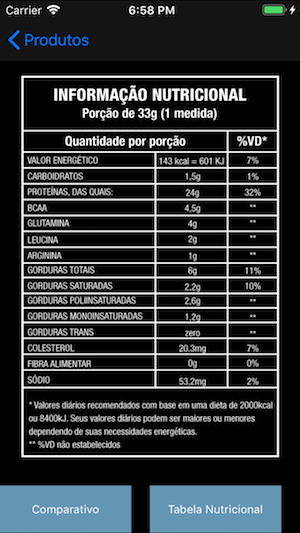 Carrier 6:58 PM
Produtos
INFORMAÇÃO NUTRICIONAL
Porção de 33g (1 medida)
Quantidade por porção %VD*
VALOR ENERGÉTICO 143 kcal = 601 KJ 7%
CARBOIDRATOS 1,5g 1%
PROTEÍNAS, DAS QUAIS: 24g 32%
BCAA 4,5g **
GLUTAMINA 4g **
LEUCINA 2g **
ARGININA 1g **
GORDURAS TOTAIS 6g 11%
GORDURAS SATURADAS 2,2g 10%
GORDURAS POLIINSATURADAS 2,6g **
GORDURAS MONOINSATURADAS 1,2g **
GORDURAS TRANS zero **
COLESTEROL 20,3mg 7%
FIBRA ALIMENTAR 0g 0%
SÓDIO 53,2mg 2%
* Valores diários recomendados com base em uma dieta de 2000kcal
ou 8400kJ. Seus valores diários podem ser maiores ou menores
dependendo de suas necessidades energéticas.
** %VD não estabelecidos
Comparativo Tabela Nutricional